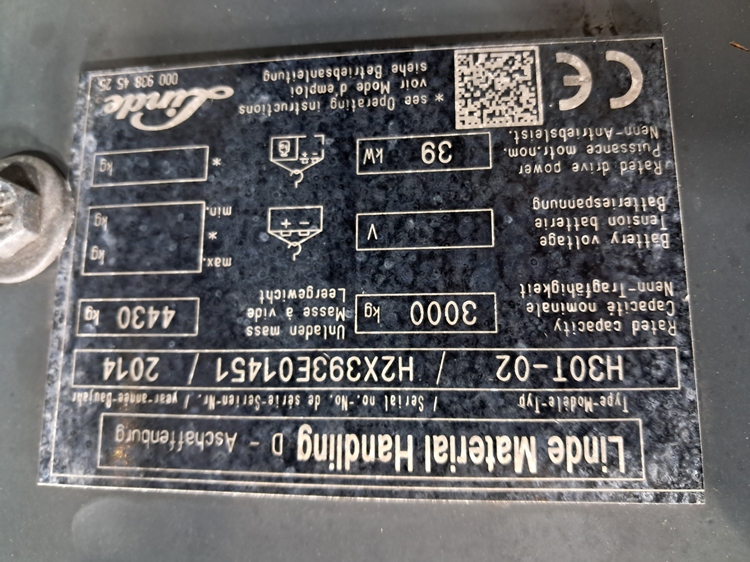 Linde Material Handling D - Aschaffenburg
Type-Modèle-Typ / Serial no.-No. de série-Serien-Nr. / year-année-Baujahr
H30T-02 / H2X393E01451 / 2014
Rated capacity
Capacité nominale
Nenn-Tragfähigkeit
3000 kg
Unladen mass
Masse à vide
Leergewicht
4430 kg
Battery voltage
Tension batterie
Batteriespannung
V
max. kg
*
min. kg
Rated drive power
Puissance motr.nom.
Nenn-Antriebsleist.
39 kW
* kg
CE
* see Operating instructions
voir Mode d'emploi
siehe Betriebsanleitung
Linde
000 938 45 25